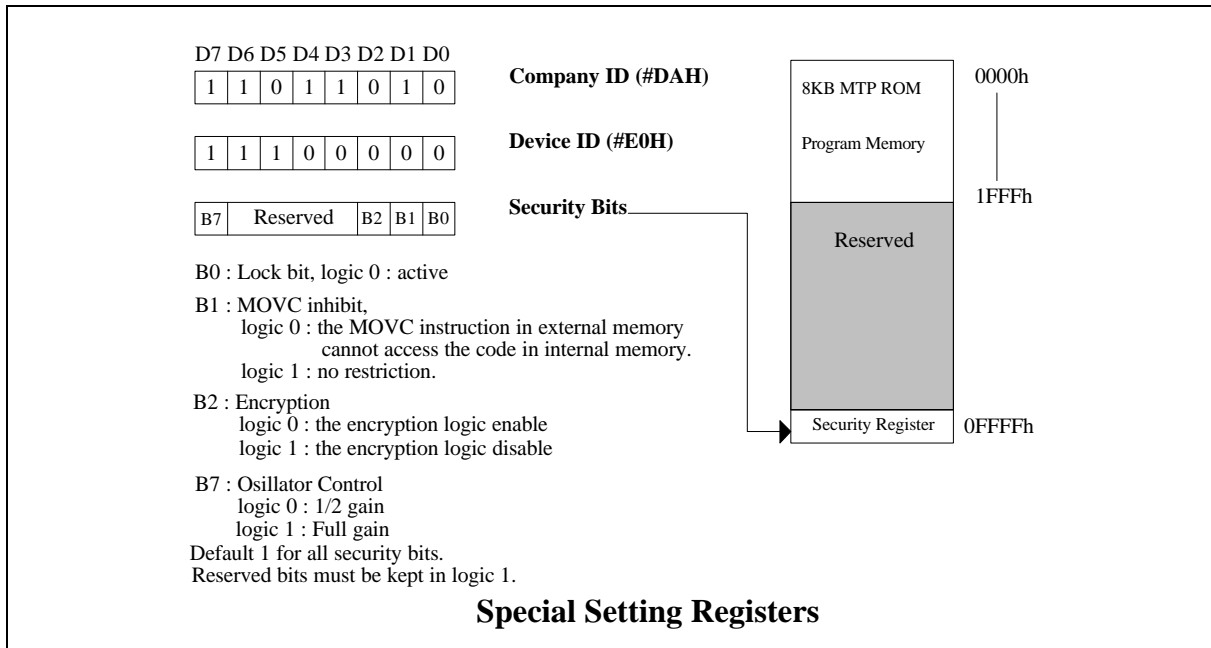 D7 D6 D5 D4 D3 D2 D1 D0
1 1 0 1 1 0 1 0
Company ID (#DAH)
1 1 1 0 0 0 0 0
Device ID (#E0H)
B7 Reserved B2 B1 B0
Security Bits
B0 : Lock bit, logic 0 : active
B1 : MOVC inhibit,
logic 0 : the MOVC instruction in external memory
cannot access the code in internal memory.
logic 1 : no restriction.
B2 : Encryption
logic 0 : the encryption logic enable
logic 1 : the encryption logic disable
B7 : Osillator Control
logic 0 : 1/2 gain
logic 1 : Full gain
Default 1 for all security bits.
Reserved bits must be kept in logic 1.
8KB MTP ROM
Program Memory
0000h
1FFFh
Reserved
Security Register
0FFFFh
Special Setting Registers